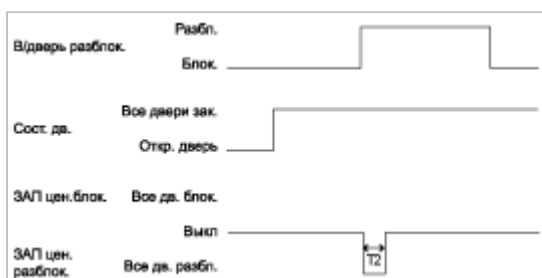 Разбл.
В/дверь разблок.
Блок.
Все двери зак.
Сост. дв.
Откр. дверь
ЗАП цен.блок. Все дв. блок.
Выкл
T2
ЗАП цен.
разблок. Все дв. разбл.